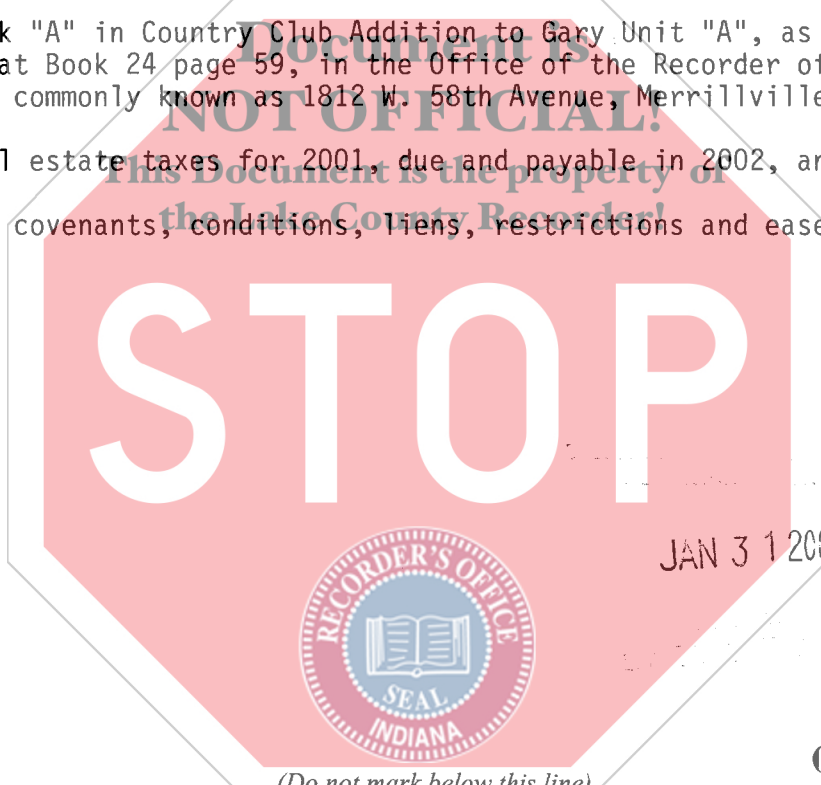 k "A" in Country Club Addition to Gary Unit "A", as
Document is
at Book 24 page 59, in the Office of the Recorder of
commonly known as 1812 W. 58th Avenue, Merrillville
NOT OFFICIAL!
l estate taxes for 2001, due and payable in 2002, an
This Document is the property of
the Lake County Recorder!
covenants, conditions, liens, restrictions and ease
STOP
JAN 31 200
RECORDER'S OFFICE
SEAL
INDIANA
(Do not mark below this line)